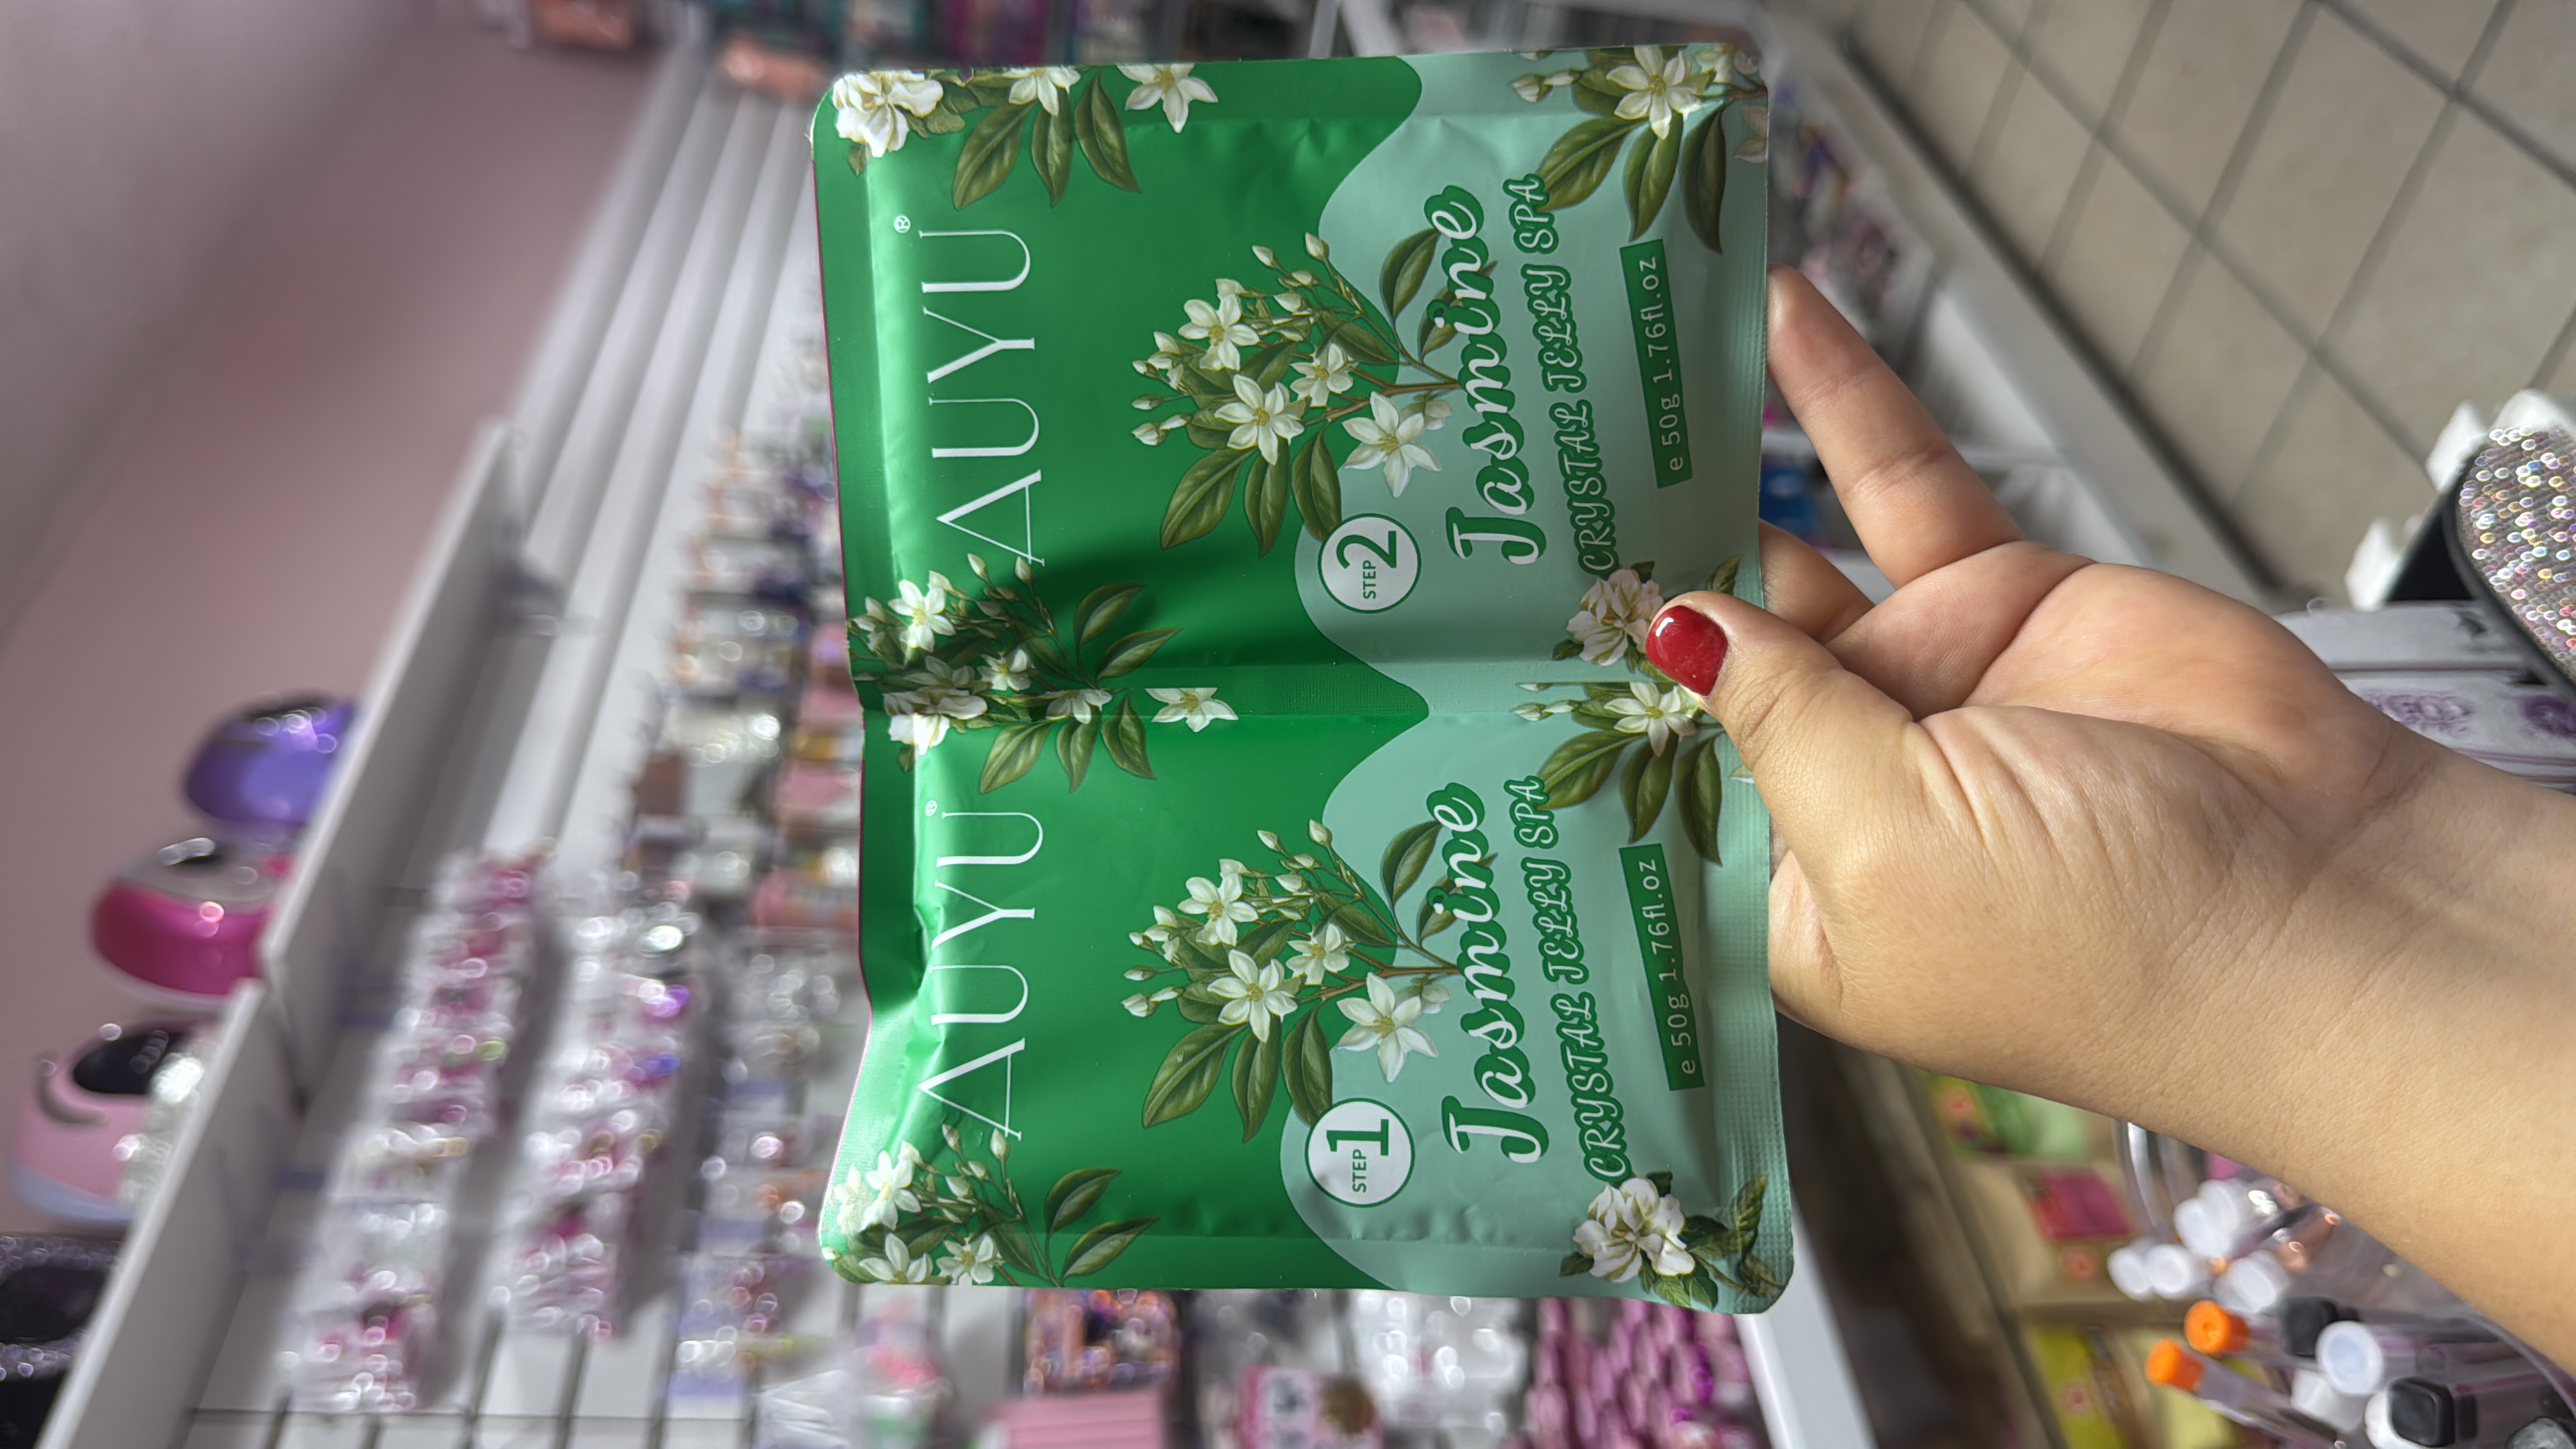 AUYU®
STEP 1
Jasmine
CRYSTAL JELLY SPA
e 50g 1.76fl.oz
AUYU®
STEP 2
Jasmine
CRYSTAL JELLY SPA
e 50g 1.76fl.oz